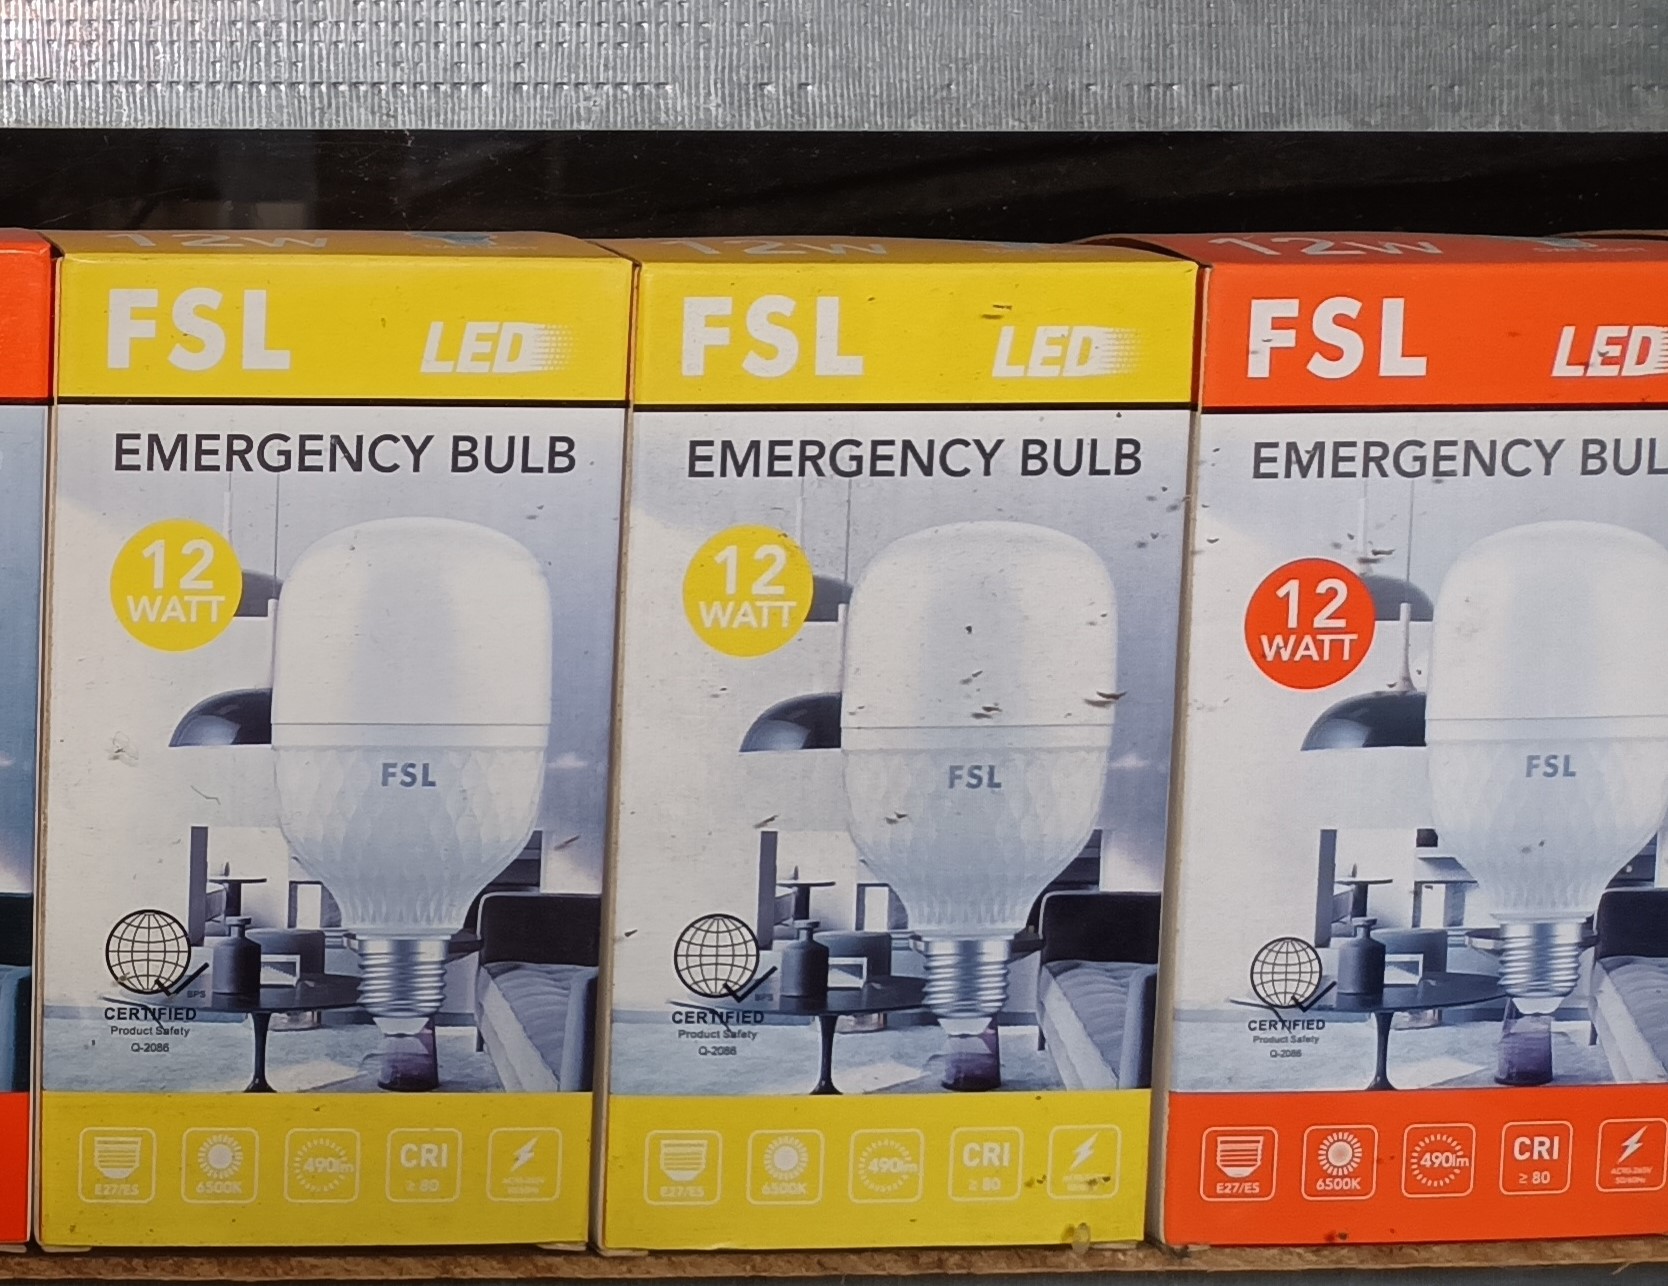 12W
FSL LED
EMERGENCY BULB
12
WATT
FSL
BPS
CERTIFIED
Product Safety
Q-2086
E27/ES
6500K
490lm
CRI
≥ 80
12W
FSL LED
EMERGENCY BULB
12
WATT
FSL
BPS
CERTIFIED
Product Safety
Q-2086
E27/ES
6500K
490lm
CRI
≥ 80
12W
FSL LED
EMERGENCY BUL
12
WATT
FSL
CERTIFIED
Product Safety
Q-2086
E27/ES
6500K
490lm
CRI
≥ 80